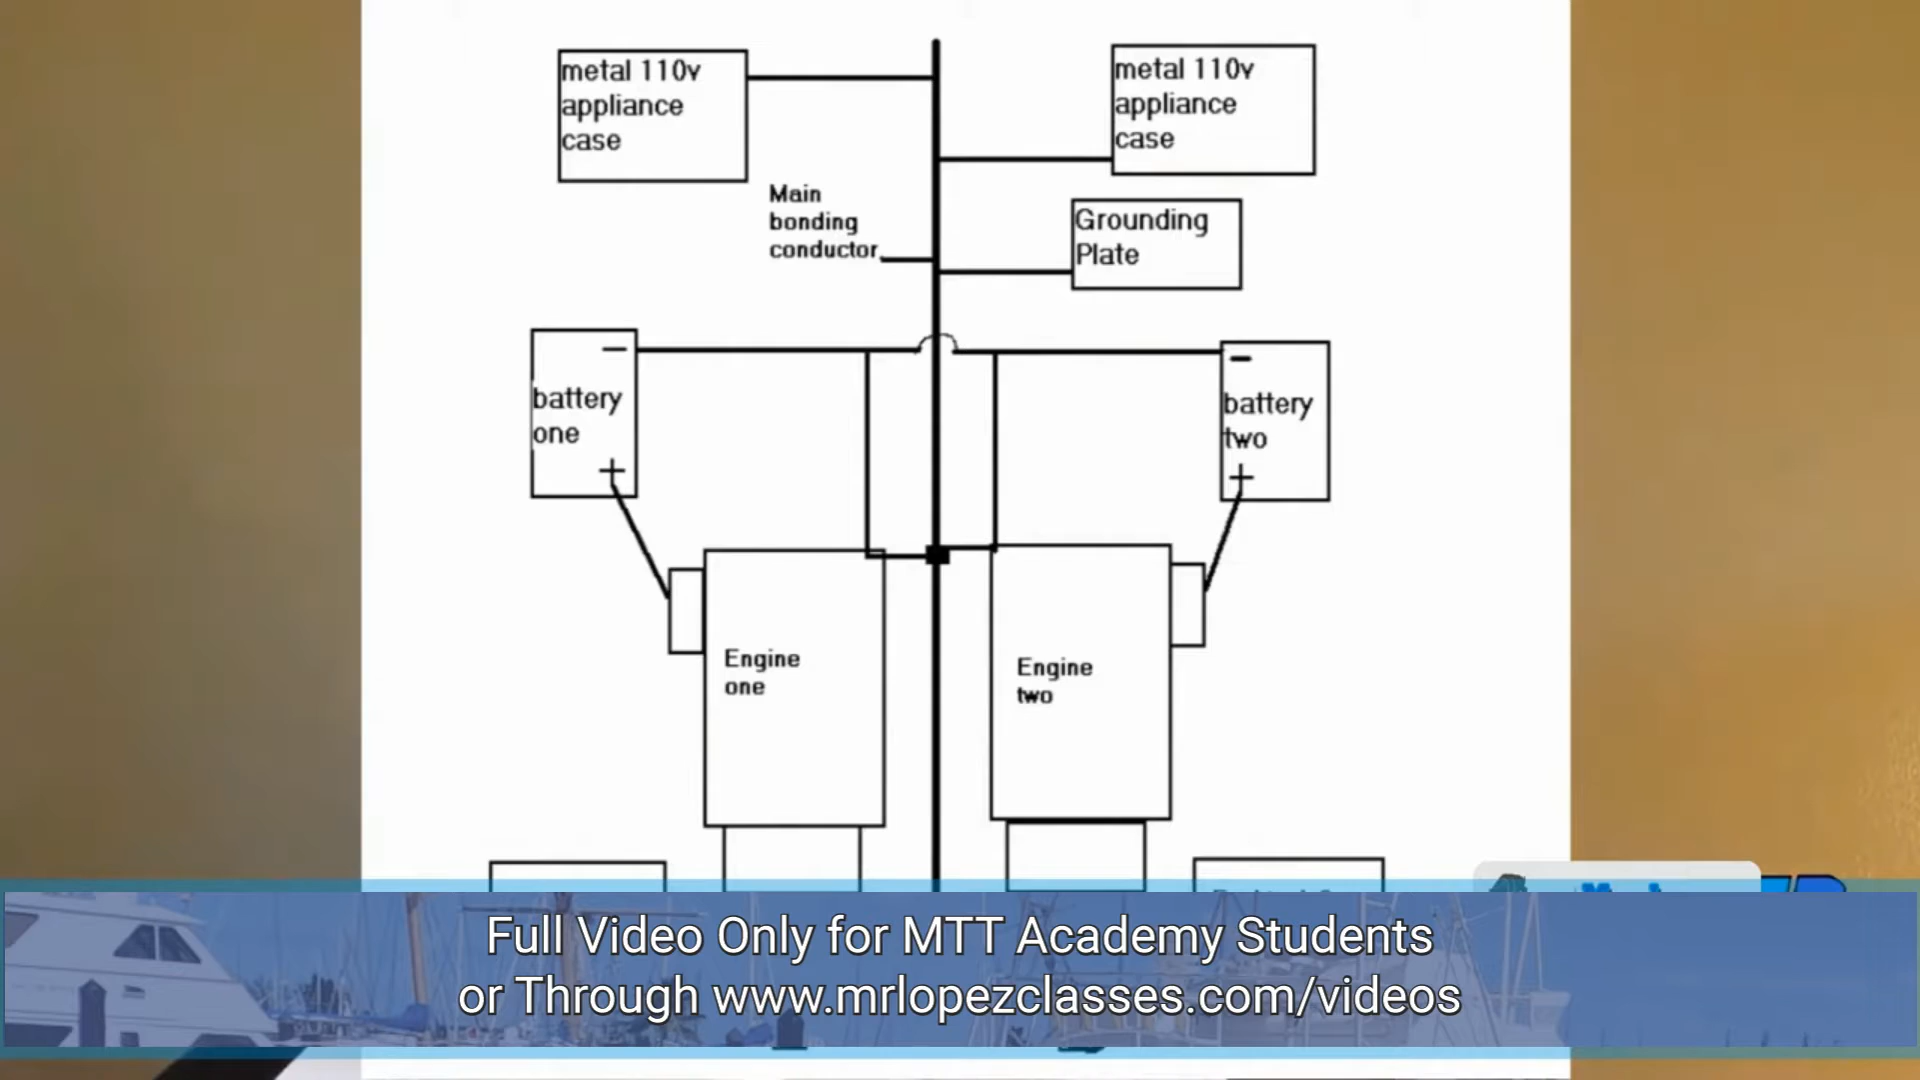 metal 110v
appliance
case
metal 110v
appliance
case
Main
bonding
conductor
Grounding
Plate
battery
one
battery
two
Engine
one
Engine
two
Full Video Only for MTT Academy Students
or Through www.mrlopezclasses.com/videos